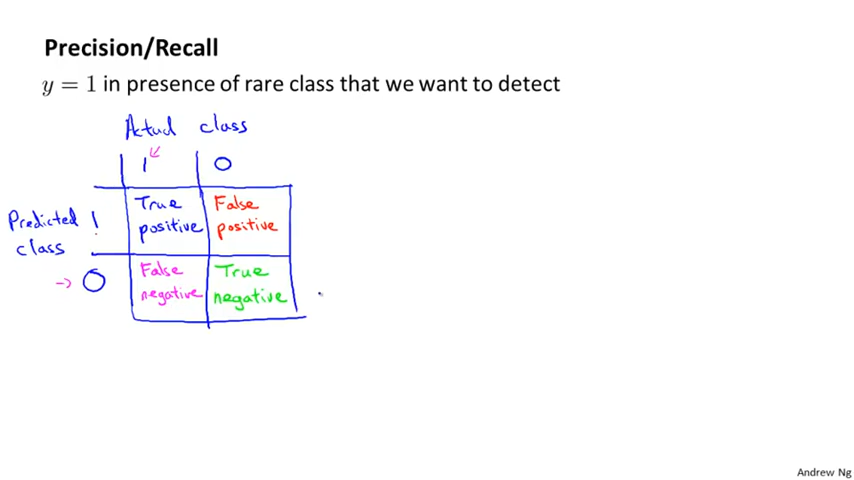 Precision/Recall
y = 1 in presence of rare class that we want to detect
Actual class
1 0
Predicted class 1
True positive
False positive
→ 0
False negative
True negative
Andrew Ng